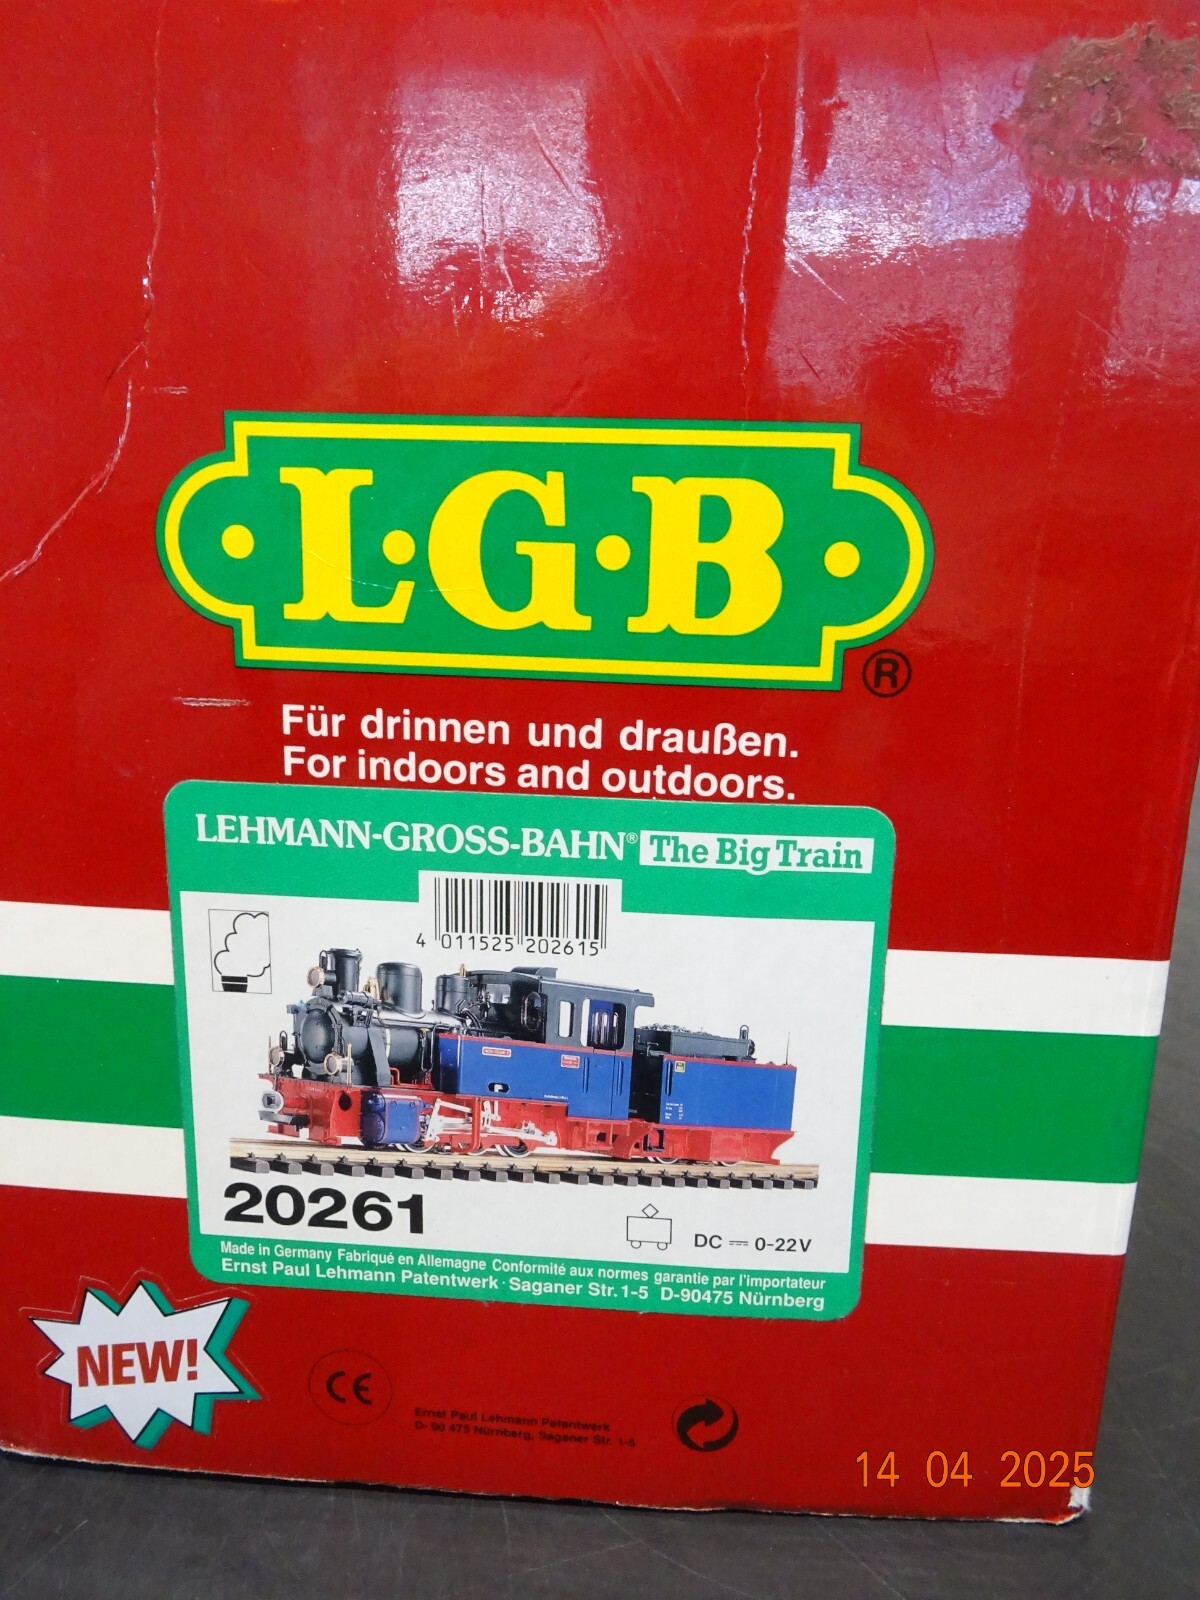 L·G·B
®
Für drinnen und draußen.
For indoors and outdoors.
LEHMANN-GROSS-BAHN® The Big Train
4 011525 202615
20261
DC 0-22V
Made in Germany Fabriqué en Allemagne Conformité aux normes garantie par l'importateur
Ernst Paul Lehmann Patentwerk · Saganer Str. 1-5 D-90475 Nürnberg
NEW!
CE
Ernst Paul Lehmann Patentwerk
D- 90 475 Nürnberg, Saganer Str. 1-5
14 04 2025